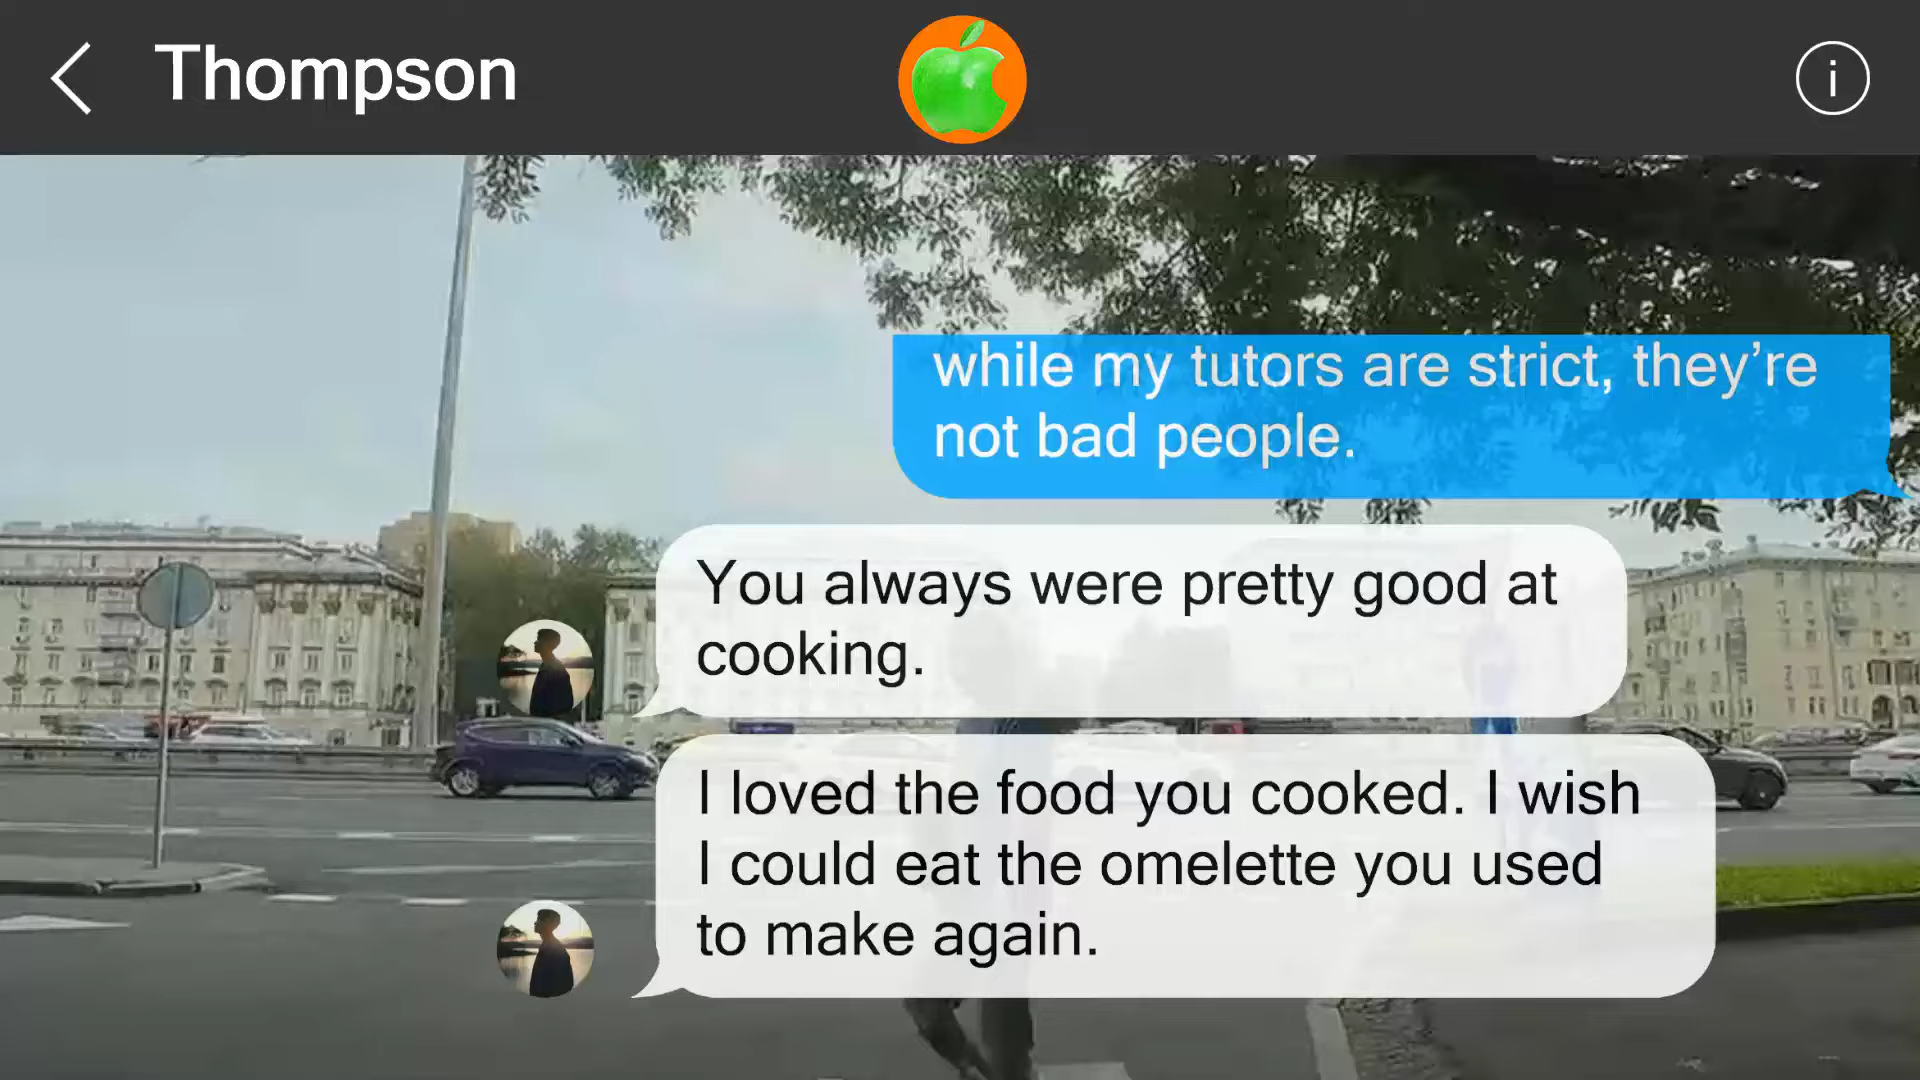 Thompson
i
while my tutors are strict, they’re
not bad people.
You always were pretty good at
cooking.
I loved the food you cooked. I wish
I could eat the omelette you used
to make again.